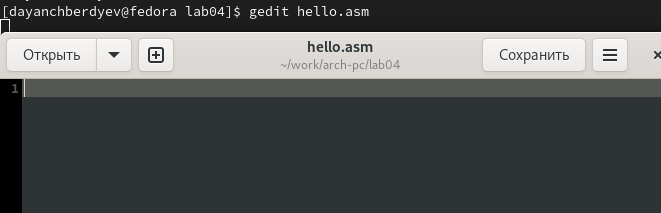 [dayanchberdyev@fedora lab04]$ gedit hello.asm
Открыть
hello.asm
~/work/arch-pc/lab04
Сохранить
1